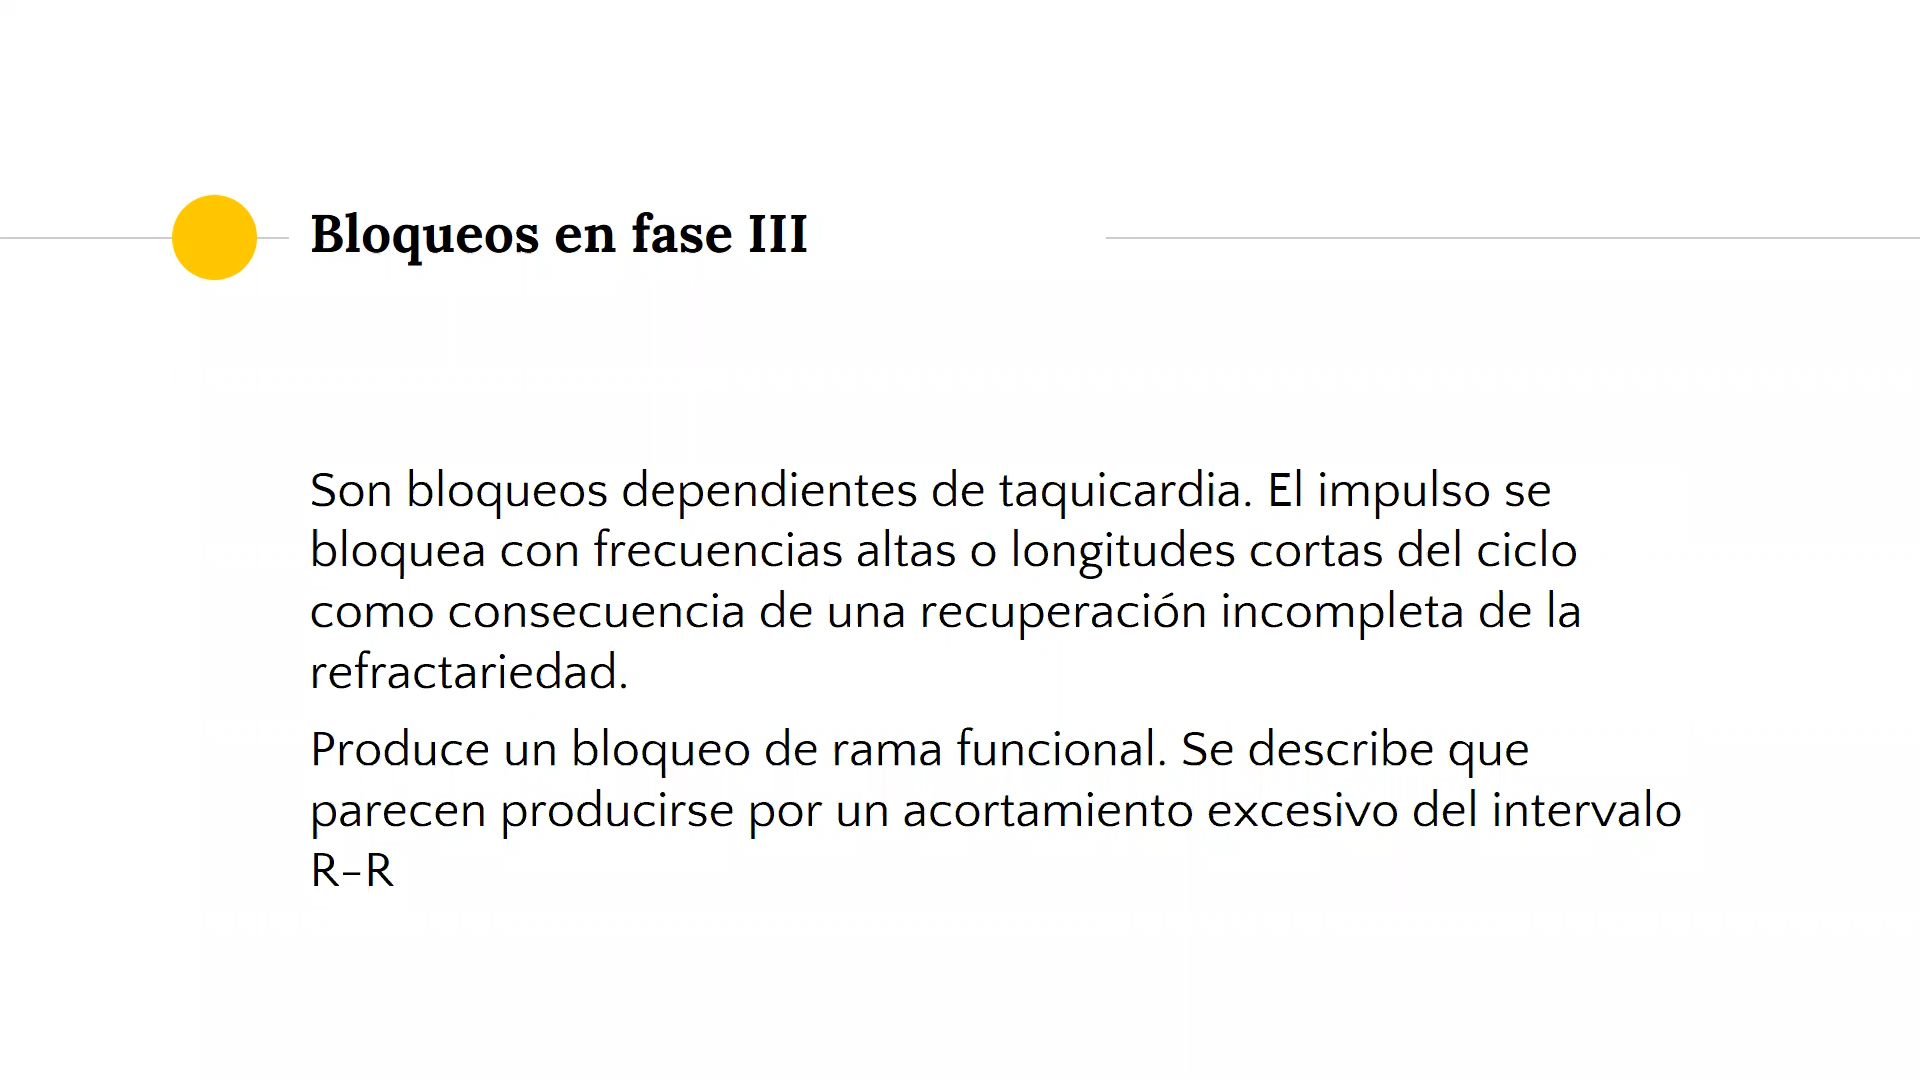 Bloqueos en fase III
Son bloqueos dependientes de taquicardia. El impulso se
bloquea con frecuencias altas o longitudes cortas del ciclo
como consecuencia de una recuperación incompleta de la
refractariedad.
Produce un bloqueo de rama funcional. Se describe que
parecen producirse por un acortamiento excesivo del intervalo
R-R